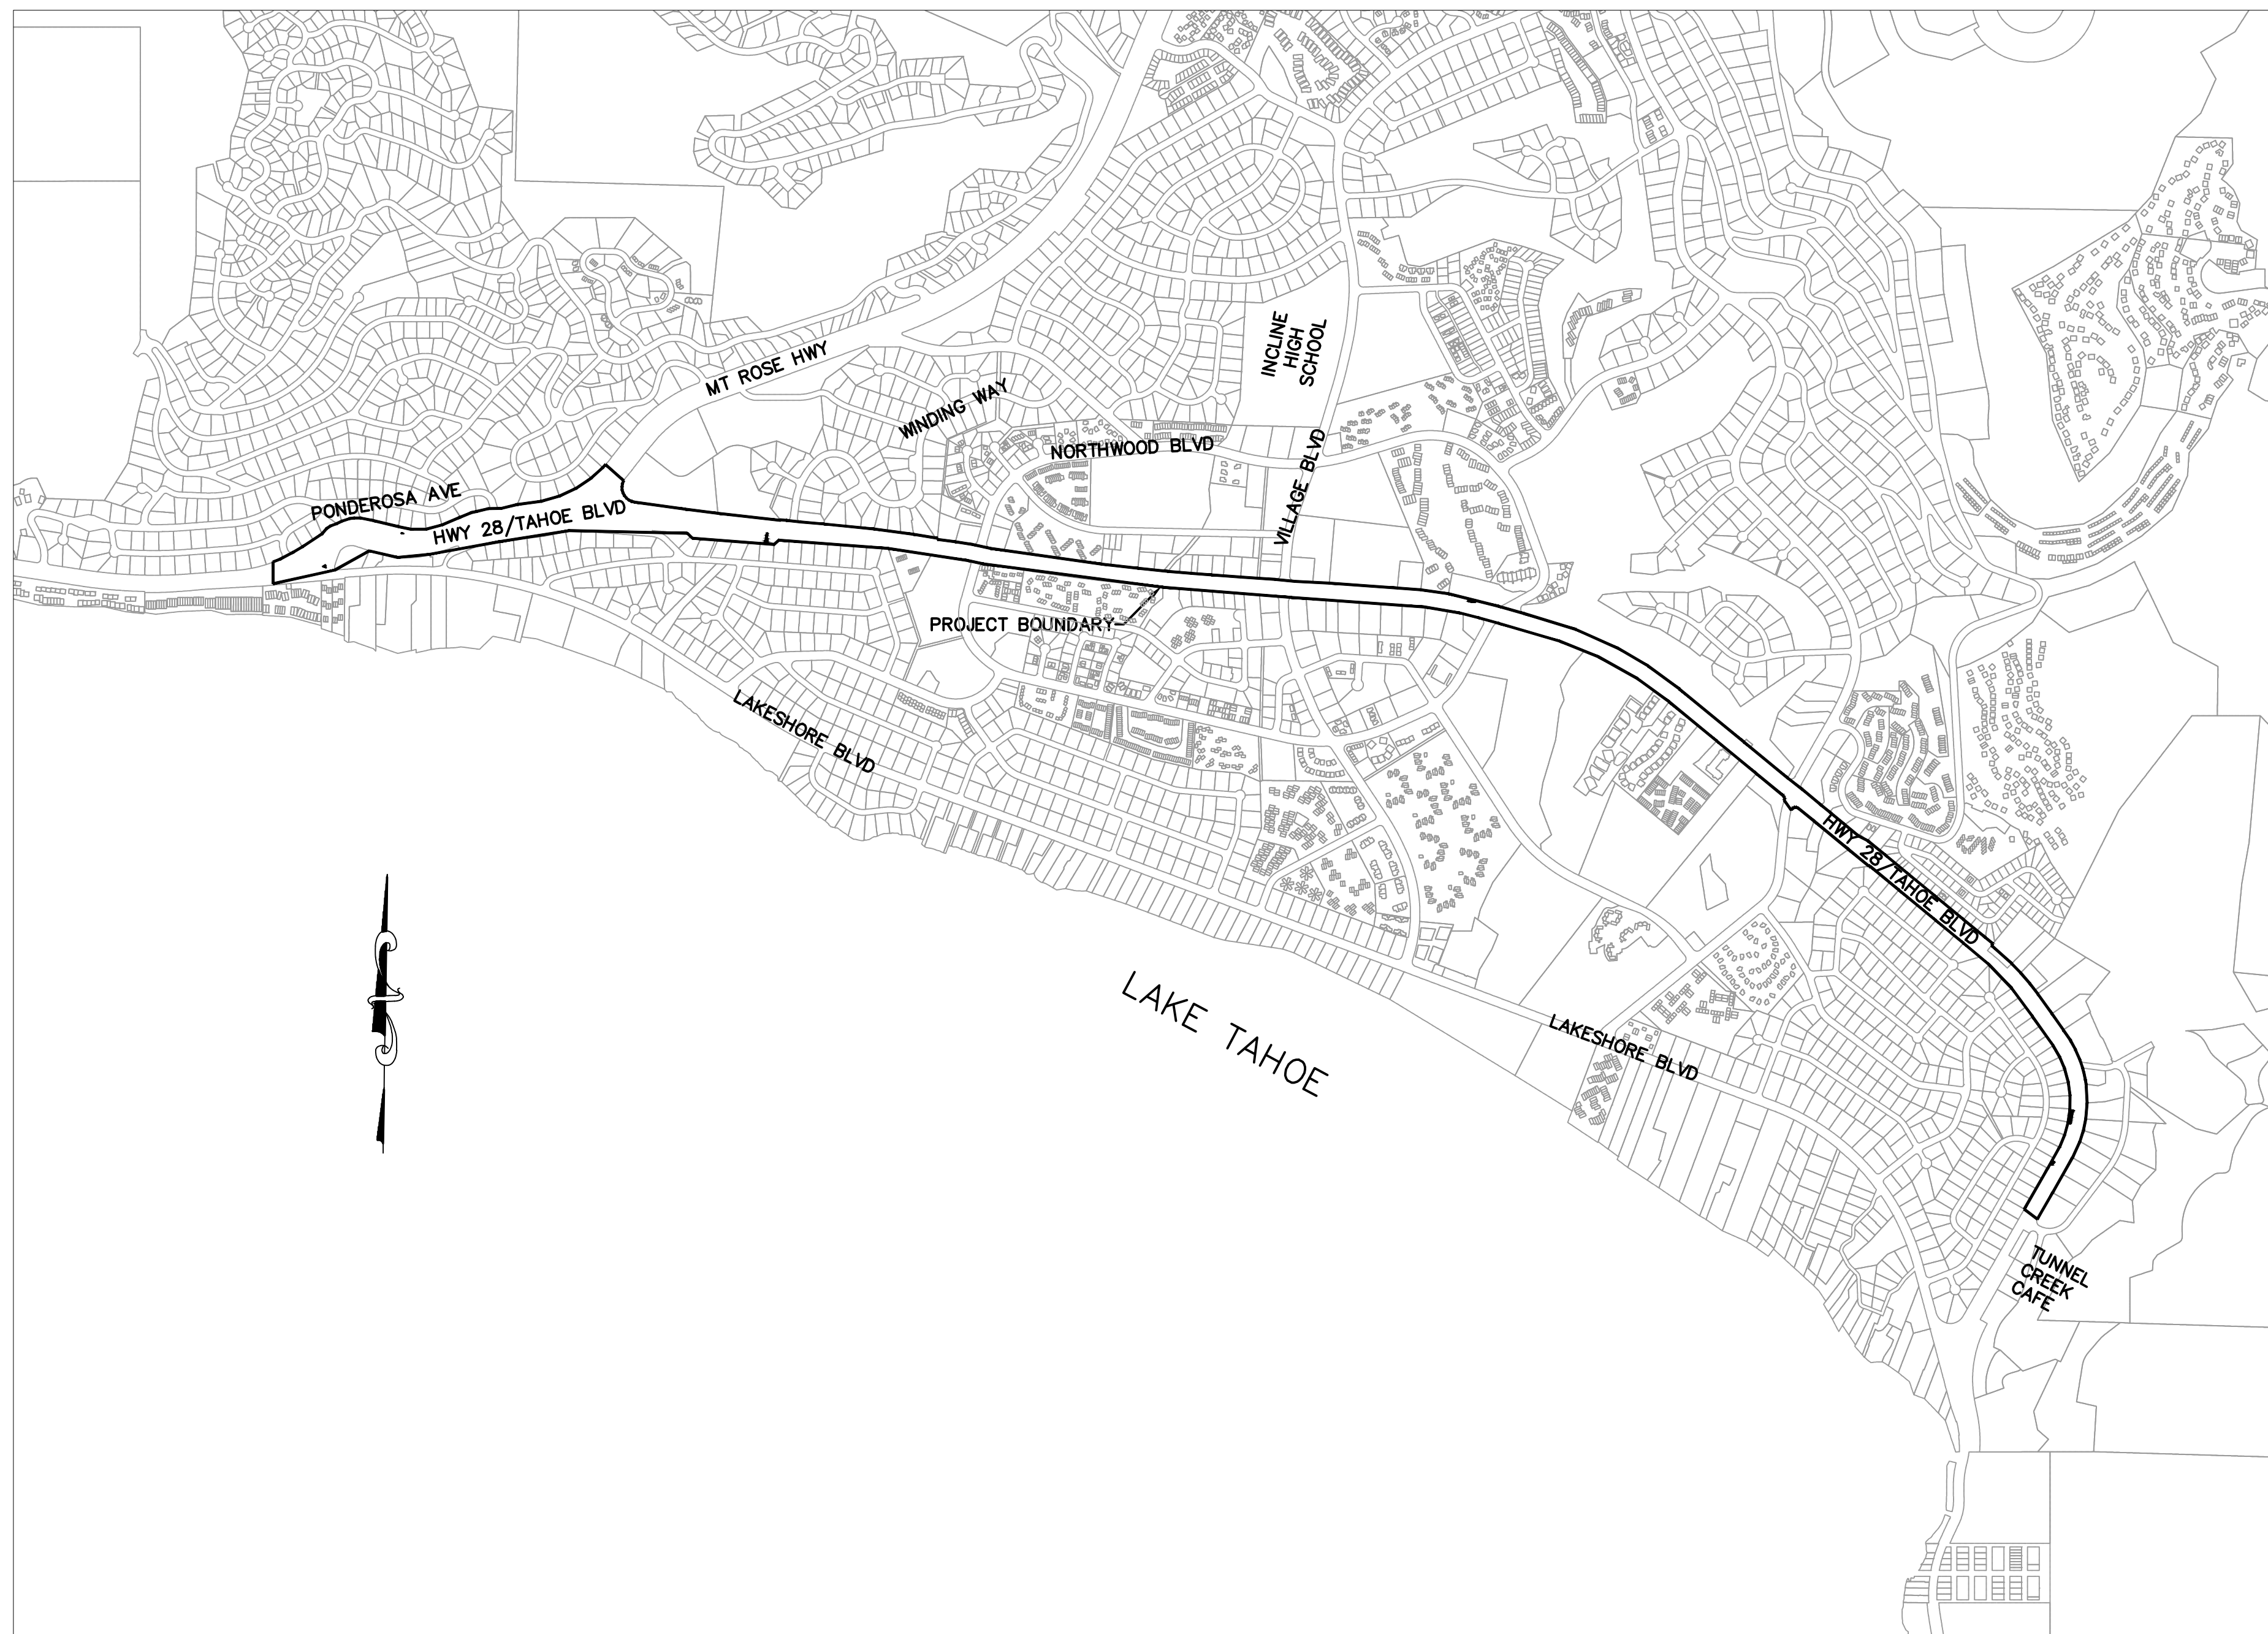 INCLINE
HIGH
SCHOOL
MT ROSE HWY
WINDING WAY
NORTHWOOD BLVD
VILLAGE BLVD
PONDEROSA AVE
HWY 28/TAHOE BLVD
PROJECT BOUNDARY
LAKESHORE BLVD
HWY 28/TAHOE BLVD
LAKE TAHOE
LAKESHORE BLVD
TUNNEL
CREEK
CAFE